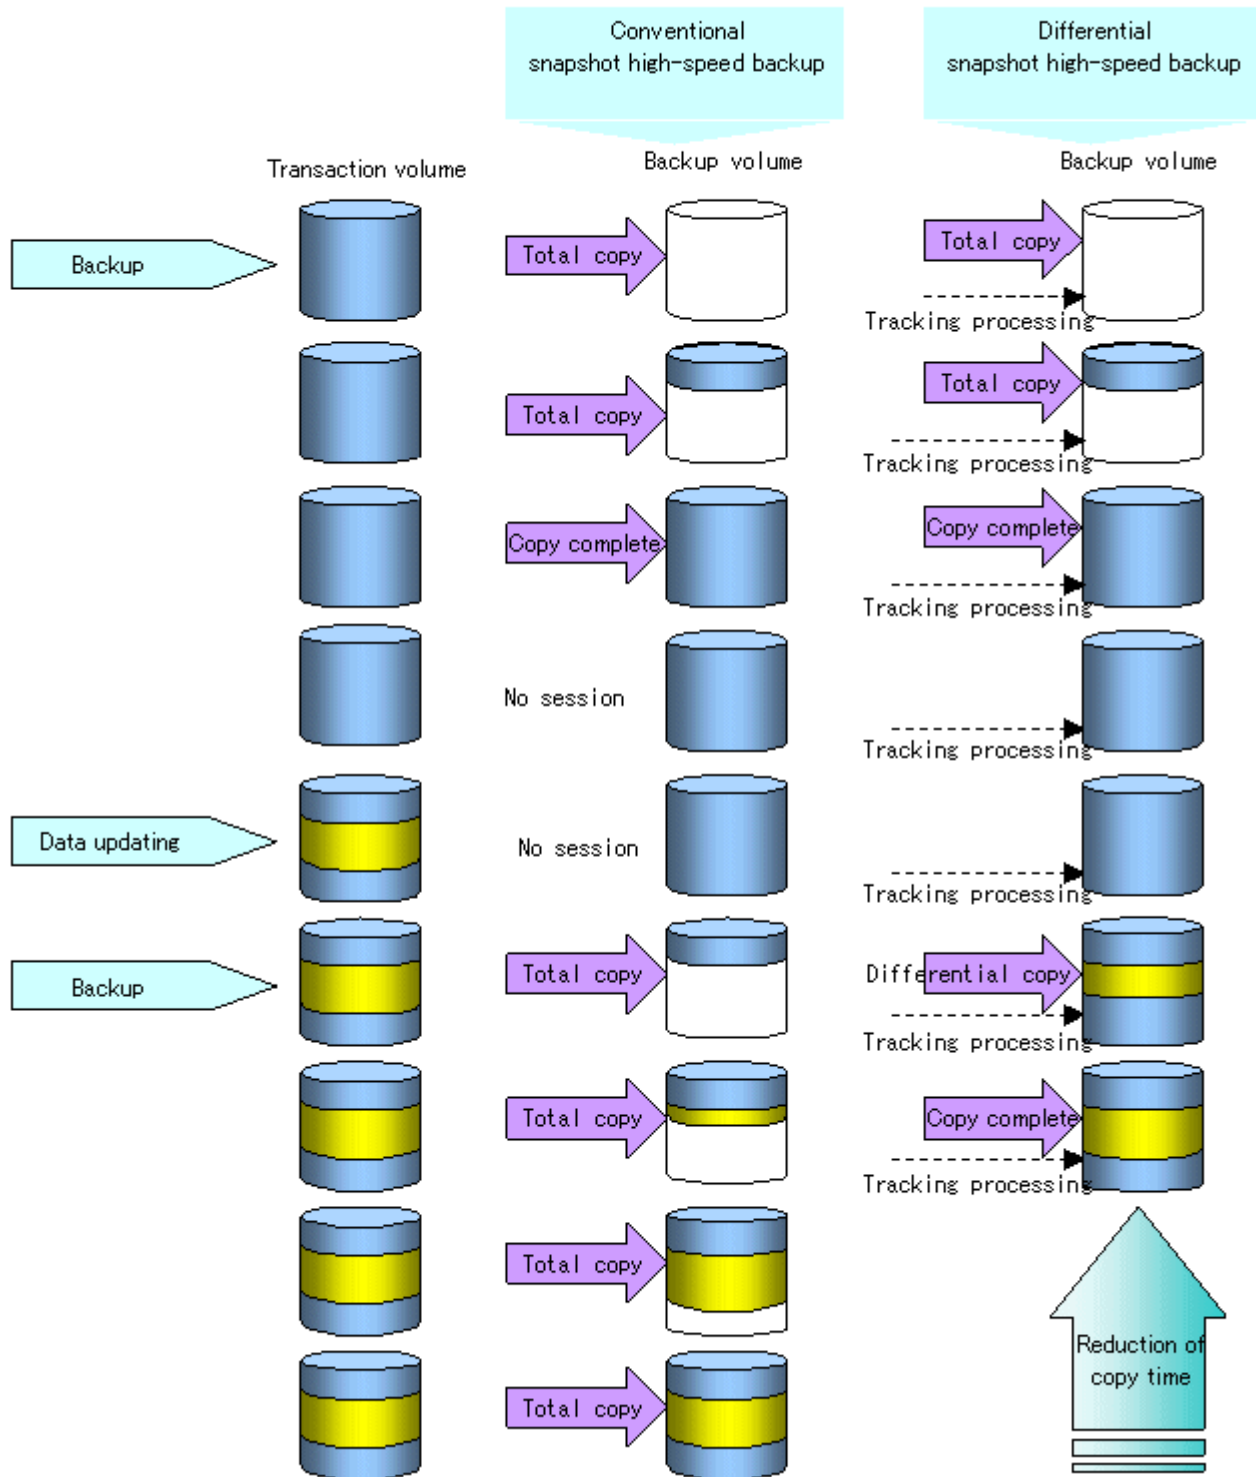 Conventional
snapshot high-speed backup
Differential
snapshot high-speed backup
Transaction volume
Backup volume
Backup volume
Backup
Total copy
Total copy
Tracking processing
Total copy
Total copy
Tracking processing
Copy complete
Copy complete
Tracking processing
No session
Tracking processing
Data updating
No session
Tracking processing
Backup
Total copy
Differential copy
Tracking processing
Total copy
Copy complete
Tracking processing
Total copy
Reduction of
copy time
Total copy